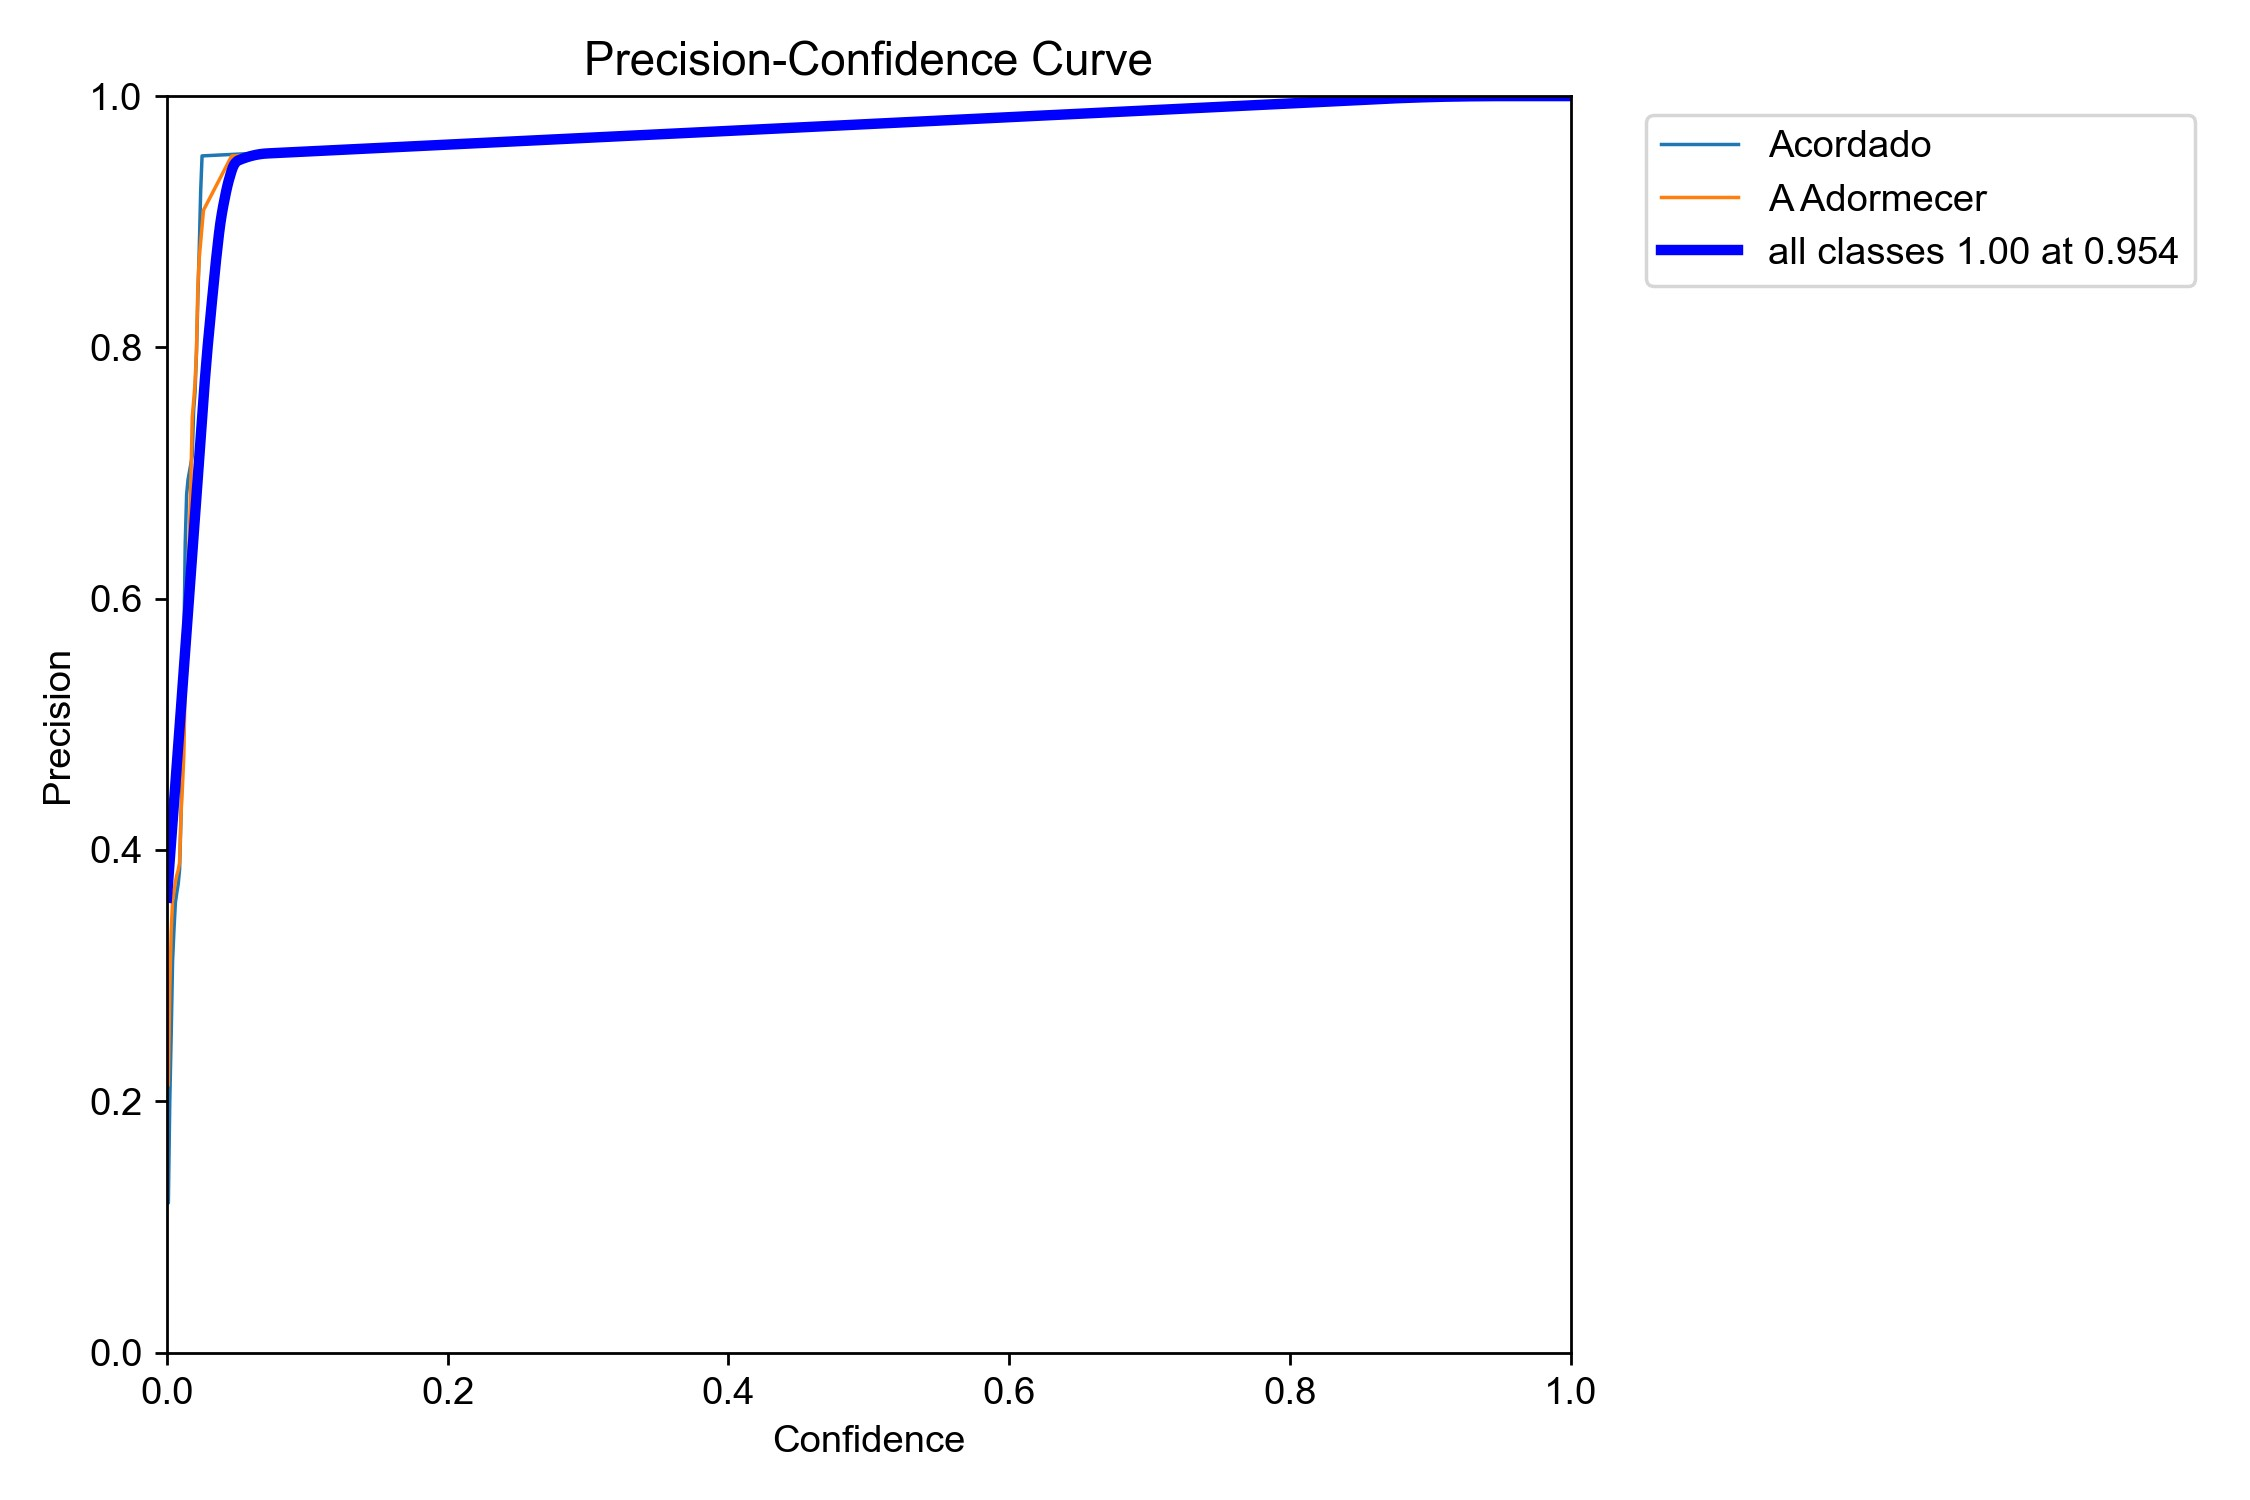 Precision-Confidence Curve
1.0
0.8
0.6
0.4
0.2
0.0
Precision
0.0 0.2 0.4 0.6 0.8 1.0
Confidence
Acordado
A Adormecer
all classes 1.00 at 0.954